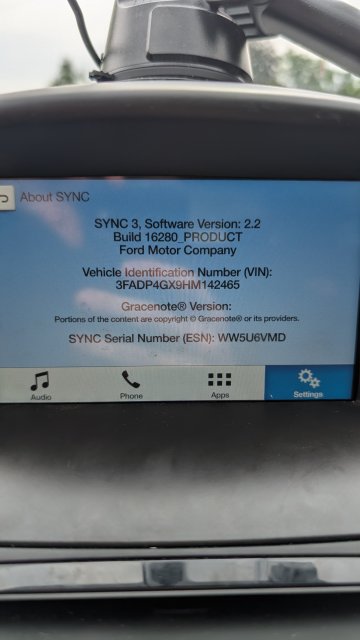 About SYNC
SYNC 3, Software Version: 2.2
Build 16280_PRODUCT
Ford Motor Company
Vehicle Identification Number (VIN):
3FADP4GX9HM142465
Gracenote® Version:
Portions of the content are copyright © Gracenote® or its providers.
SYNC Serial Number (ESN): WW5U6VMD
Audio
Phone
Apps
Settings